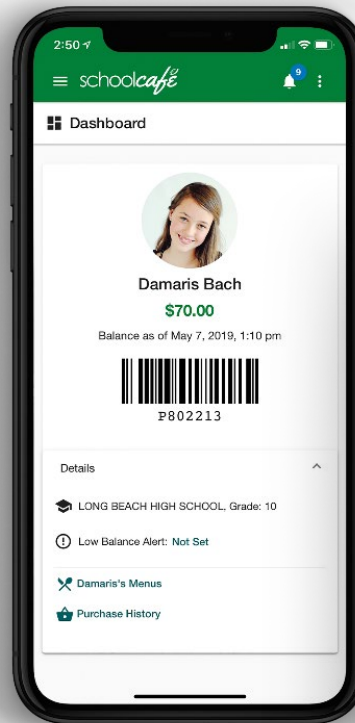 2:50
schoolcafé
9
Dashboard
Damaris Bach
$70.00
Balance as of May 7, 2019, 1:10 pm
P802213
Details
LONG BEACH HIGH SCHOOL, Grade: 10
Low Balance Alert: Not Set
Damaris's Menus
Purchase History